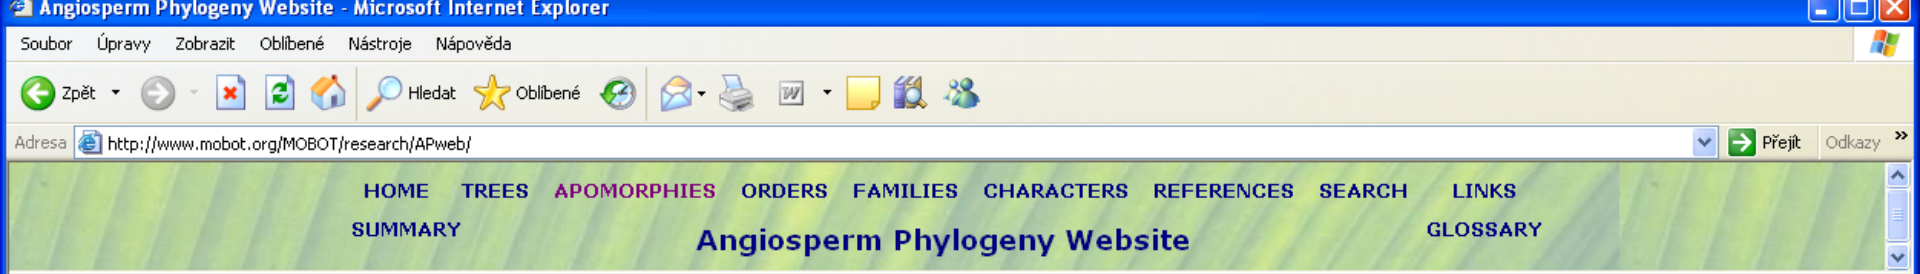 Angiosperm Phylogeny Website - Microsoft Internet Explorer
Soubor Úpravy Zobrazit Oblíbené Nástroje Nápověda
Zpět Hledat Oblíbené W
Adresa http://www.mobot.org/MOBOT/research/APweb/ Přejít Odkazy »
HOME TREES APOMORPHIES ORDERS FAMILIES CHARACTERS REFERENCES SEARCH LINKS
SUMMARY GLOSSARY
Angiosperm Phylogeny Website